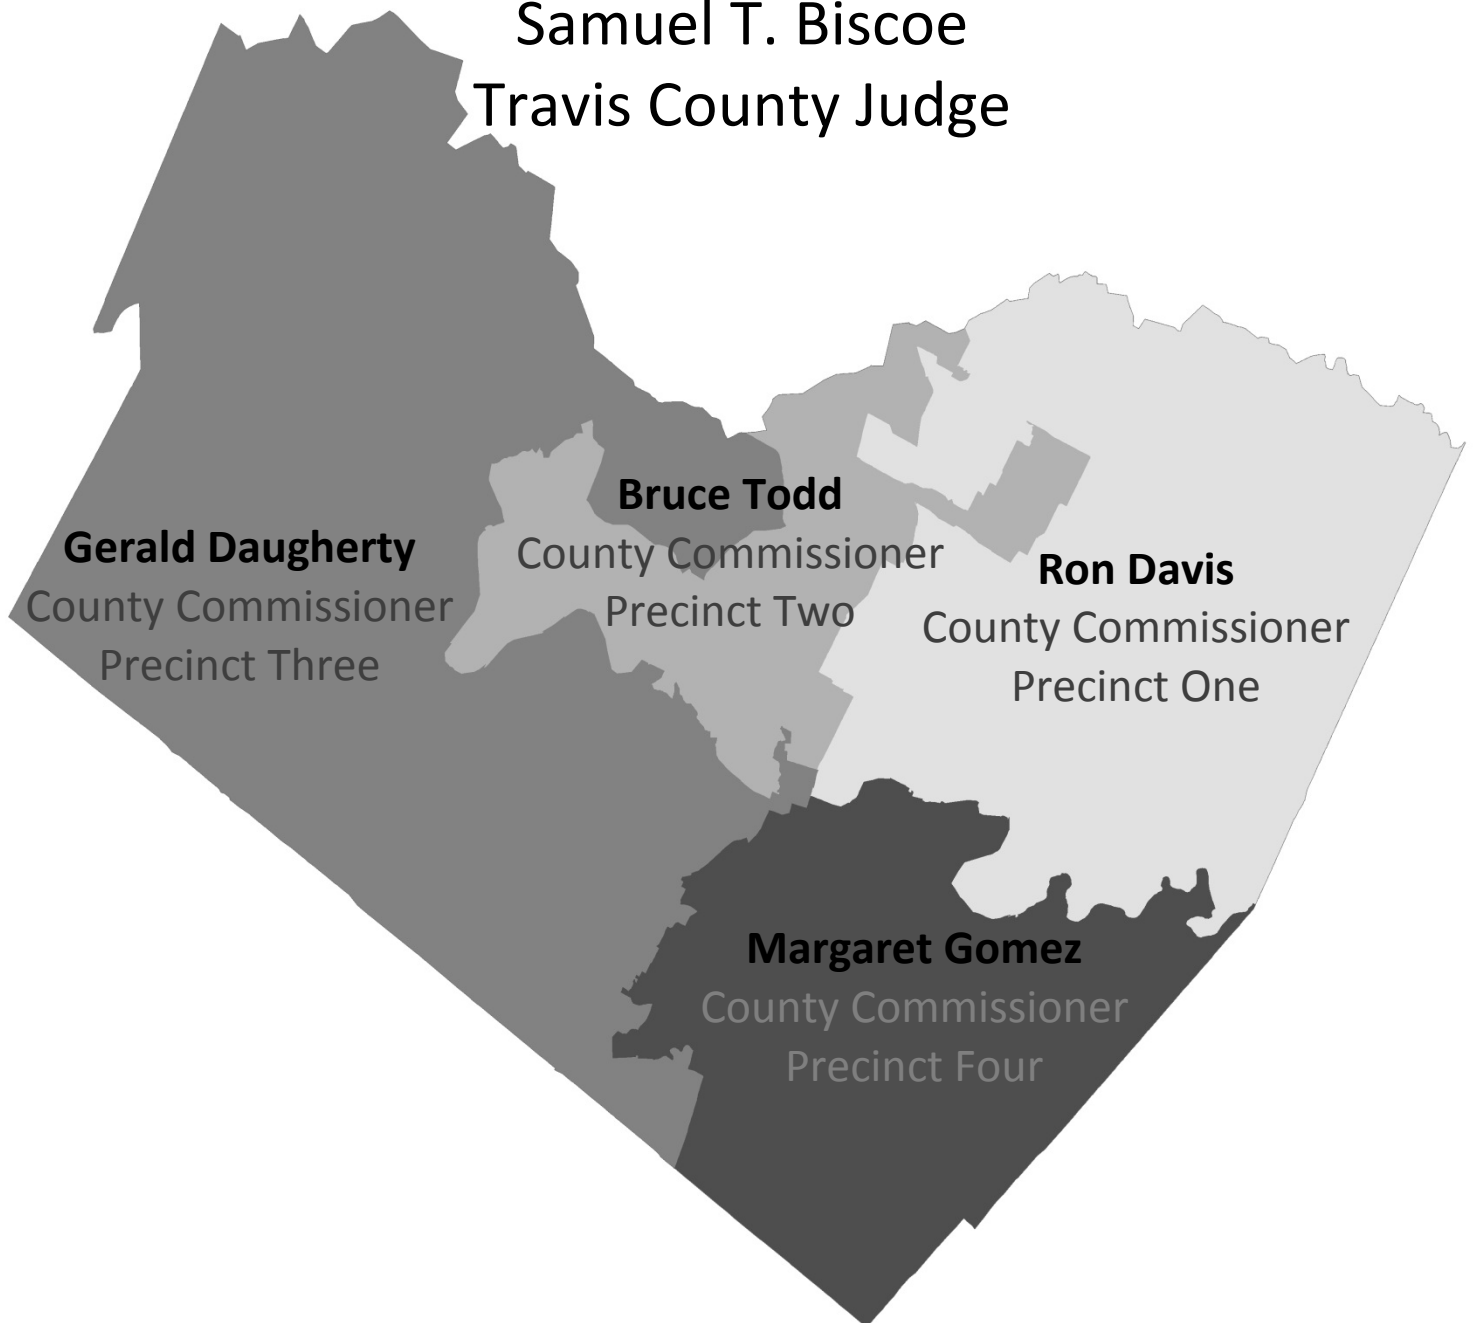 Samuel T. Biscoe
Travis County Judge
Gerald Daugherty
County Commissioner
Precinct Three
Bruce Todd
County Commissioner
Precinct Two
Ron Davis
County Commissioner
Precinct One
Margaret Gomez
County Commissioner
Precinct Four